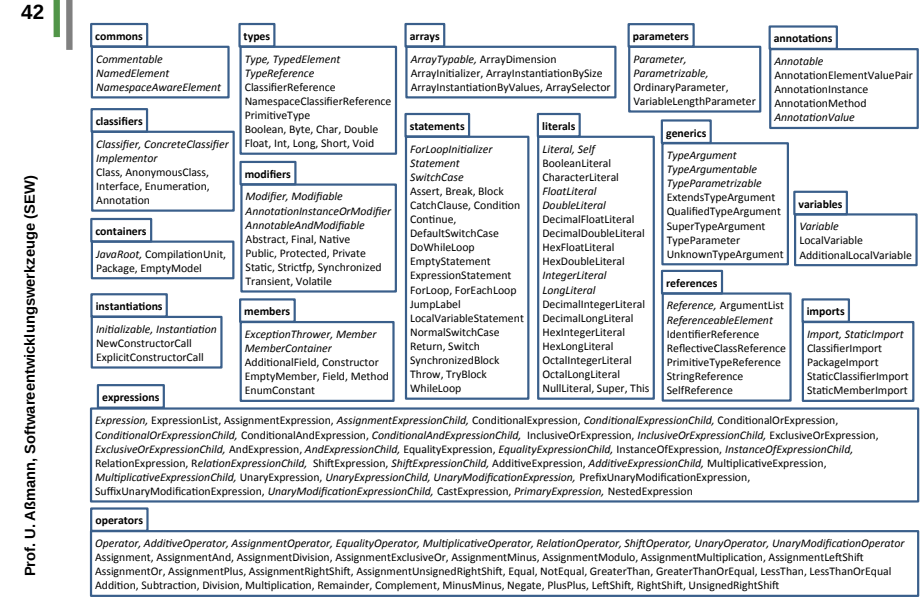 42
Prof. U. Aßmann, Softwareentwicklungswerkzeuge (SEW)
commons
Commentable
NamedElement
NamespaceAwareElement
types
Type, TypedElement
TypeReference
ClassifierReference
NamespaceClassifierReference
PrimitiveType
Boolean, Byte, Char, Double
Float, Int, Long, Short, Void
arrays
ArrayTypable, ArrayDimension
ArrayInitializer, ArrayInstantiationBySize
ArrayInstantiationByValues, ArraySelector
parameters
Parameter,
Parametrizable,
OrdinaryParameter,
VariableLengthParameter
annotations
Annotable
AnnotationElementValuePair
AnnotationInstance
AnnotationMethod
AnnotationValue
classifiers
Classifier, ConcreteClassifier
Implementor
Class, AnonymousClass,
Interface, Enumeration,
Annotation
modifiers
Modifier, Modifiable
AnnotationInstanceOrModifier
AnnotableAndModifiable
Abstract, Final, Native
Public, Protected, Private
Static, Strictfp, Synchronized
Transient, Volatile
statements
ForLoopInitializer
Statement
SwitchCase
Assert, Break, Block
CatchClause, Condition
Continue,
DefaultSwitchCase
DoWhileLoop
EmptyStatement
ExpressionStatement
ForLoop, ForEachLoop
JumpLabel
LocalVariableStatement
NormalSwitchCase
Return, Switch
SynchronizedBlock
Throw, TryBlock
WhileLoop
literals
Literal, Self
BooleanLiteral
CharacterLiteral
FloatLiteral
DoubleLiteral
DecimalFloatLiteral
DecimalDoubleLiteral
HexFloatLiteral
HexDoubleLiteral
IntegerLiteral
LongLiteral
DecimalIntegerLiteral
DecimalLongLiteral
HexIntegerLiteral
HexLongLiteral
OctalIntegerLiteral
OctalLongLiteral
NullLiteral, Super, This
generics
TypeArgument
TypeArgumentable
TypeParametrizable
ExtendsTypeArgument
QualifiedTypeArgument
SuperTypeArgument
TypeParameter
UnknownTypeArgument
variables
Variable
LocalVariable
AdditionalLocalVariable
containers
JavaRoot, CompilationUnit,
Package, EmptyModel
instantiations
Initializable, Instantiation
NewConstructorCall
ExplicitConstructorCall
members
ExceptionThrower, Member
MemberContainer
AdditionalField, Constructor
EmptyMember, Field, Method
EnumConstant
references
Reference, ArgumentList
ReferenceableElement
IdentifierReference
ReflectiveClassReference
PrimitiveTypeReference
StringReference
SelfReference
imports
Import, StaticImport
ClassifierImport
PackageImport
StaticClassifierImport
StaticMemberImport
expressions
Expression, ExpressionList, AssignmentExpression, AssignmentExpressionChild, ConditionalExpression, ConditionalExpressionChild, ConditionalOrExpression,
ConditionalOrExpressionChild, ConditionalAndExpression, ConditionalAndExpressionChild, InclusiveOrExpression, InclusiveOrExpressionChild, ExclusiveOrExpression,
ExclusiveOrExpressionChild, AndExpression, AndExpressionChild, EqualityExpression, EqualityExpressionChild, InstanceOfExpression, InstanceOfExpressionChild,
RelationExpression, RelationExpressionChild, ShiftExpression, ShiftExpressionChild, AdditiveExpression, AdditiveExpressionChild, MultiplicativeExpression,
MultiplicativeExpressionChild, UnaryExpression, UnaryExpressionChild, UnaryModificationExpression, PrefixUnaryModificationExpression,
SuffixUnaryModificationExpression, UnaryModificationExpressionChild, CastExpression, PrimaryExpression, NestedExpression
operators
Operator, AdditiveOperator, AssignmentOperator, EqualityOperator, MultiplicativeOperator, RelationOperator, ShiftOperator, UnaryOperator, UnaryModificationOperator
Assignment, AssignmentAnd, AssignmentDivision, AssignmentExclusiveOr, AssignmentMinus, AssignmentModulo, AssignmentMultiplication, AssignmentLeftShift
AssignmentOr, AssignmentPlus, AssignmentRightShift, AssignmentUnsignedRightShift, Equal, NotEqual, GreaterThan, GreaterThanOrEqual, LessThan, LessThanOrEqual
Addition, Subtraction, Division, Multiplication, Remainder, Complement, MinusMinus, Negate, PlusPlus, LeftShift, RightShift, UnsignedRightShift